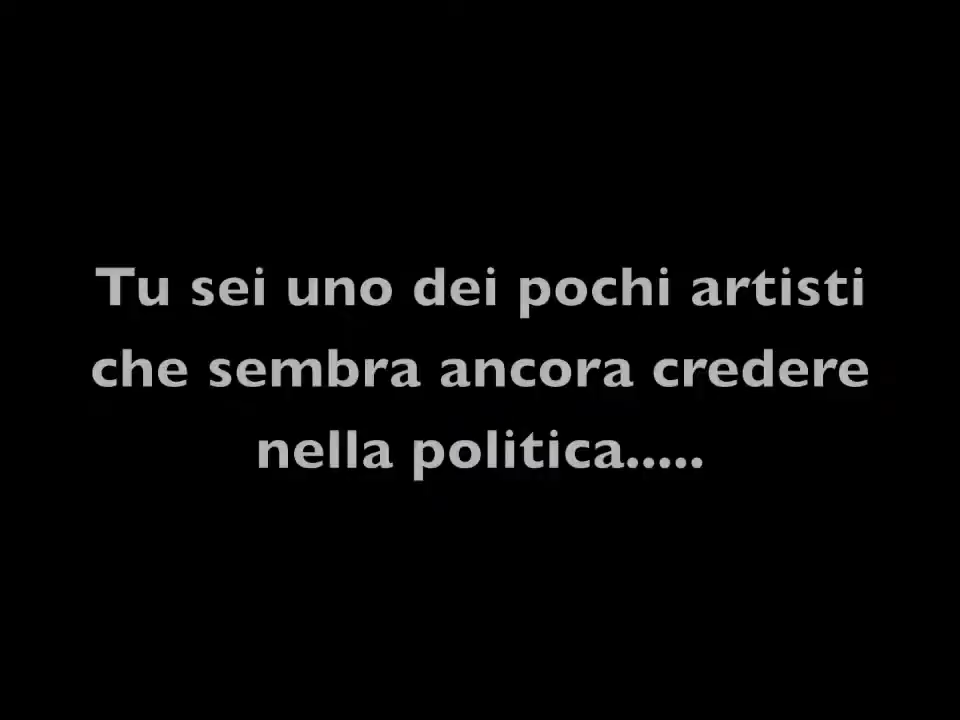 Tu sei uno dei pochi artisti
che sembra ancora credere
nella politica.....